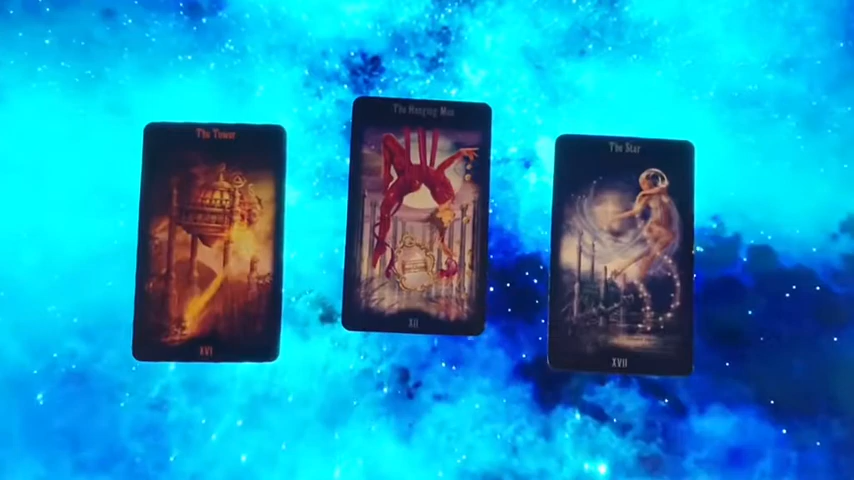 The Tower
XVI
The Hanging Man
XII
The Star
XVII